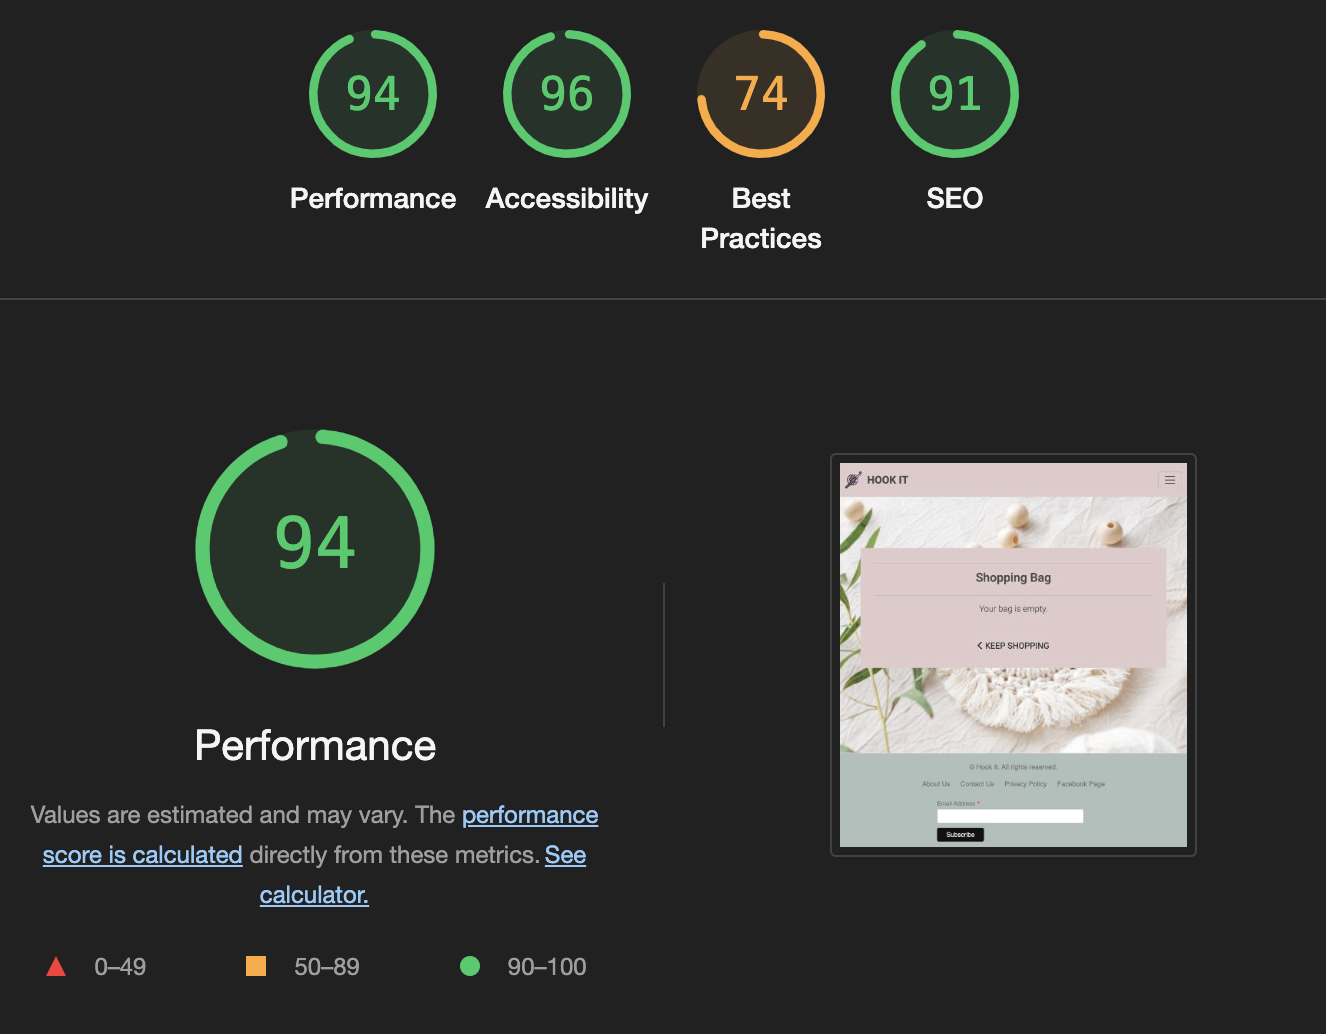 94
96
74
91
Performance
Accessibility
Best
Practices
SEO
94
Performance
Values are estimated and may vary. The performance
score is calculated directly from these metrics. See
calculator.
0–49
50–89
90–100
HOOK IT
Shopping Bag
Your bag is empty.
KEEP SHOPPING
© Hook It. All rights reserved.
About Us Contact Us Privacy Policy Facebook Page
Email Address *
Subscribe